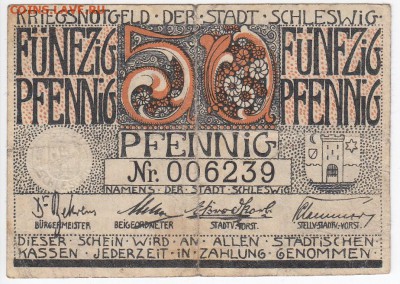 COINS.LAVE.RU
KRIEGSNOTGELD·DER·STADT·SCHLESWIG·
FÜNFZIG 50 FÜNFZIG
PFENNIG PFENNIG
PFENNIG
Nr. 006239
NAMENS·DER·STADT·SCHLESWIG
BÜRGERMEISTER BEIGEORDNETER STADTV.VORST. STELLV·STADTV·VORST.
DIESER SCHEIN WIRD AN ALLEN STÄDTISCHEN
KASSEN JEDERZEIT IN ZAHLUNG GENOMMEN